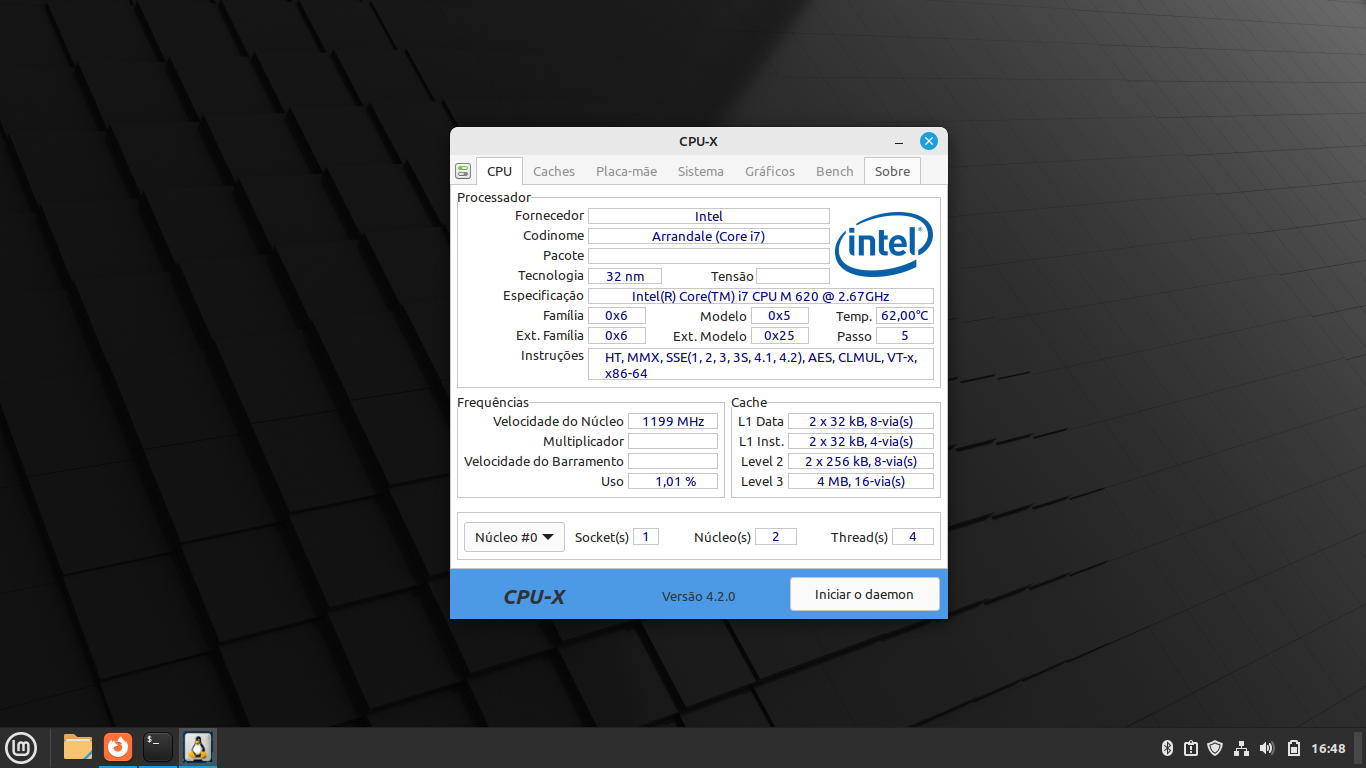 CPU-X
CPU Caches Placa-mãe Sistema Gráficos Bench Sobre
Processador
Fornecedor Intel
Codinome Arrandale (Core i7)
Pacote
intel®
Tecnologia 32 nm Tensão
Especificação Intel(R) Core(TM) i7 CPU M 620 @ 2.67GHz
Família 0x6 Modelo 0x5 Temp. 62,00°C
Ext. Família 0x6 Ext. Modelo 0x25 Passo 5
Instruções HT, MMX, SSE(1, 2, 3, 3S, 4.1, 4.2), AES, CLMUL, VT-x,
x86-64
Frequências
Velocidade do Núcleo 1199 MHz
Multiplicador
Velocidade do Barramento
Uso 1,01 %
Cache
L1 Data 2 x 32 kB, 8-via(s)
L1 Inst. 2 x 32 kB, 4-via(s)
Level 2 2 x 256 kB, 8-via(s)
Level 3 4 MB, 16-via(s)
Núcleo #0 Socket(s) 1 Núcleo(s) 2 Thread(s) 4
CPU-X Versão 4.2.0 Iniciar o daemon
$_ 16:48